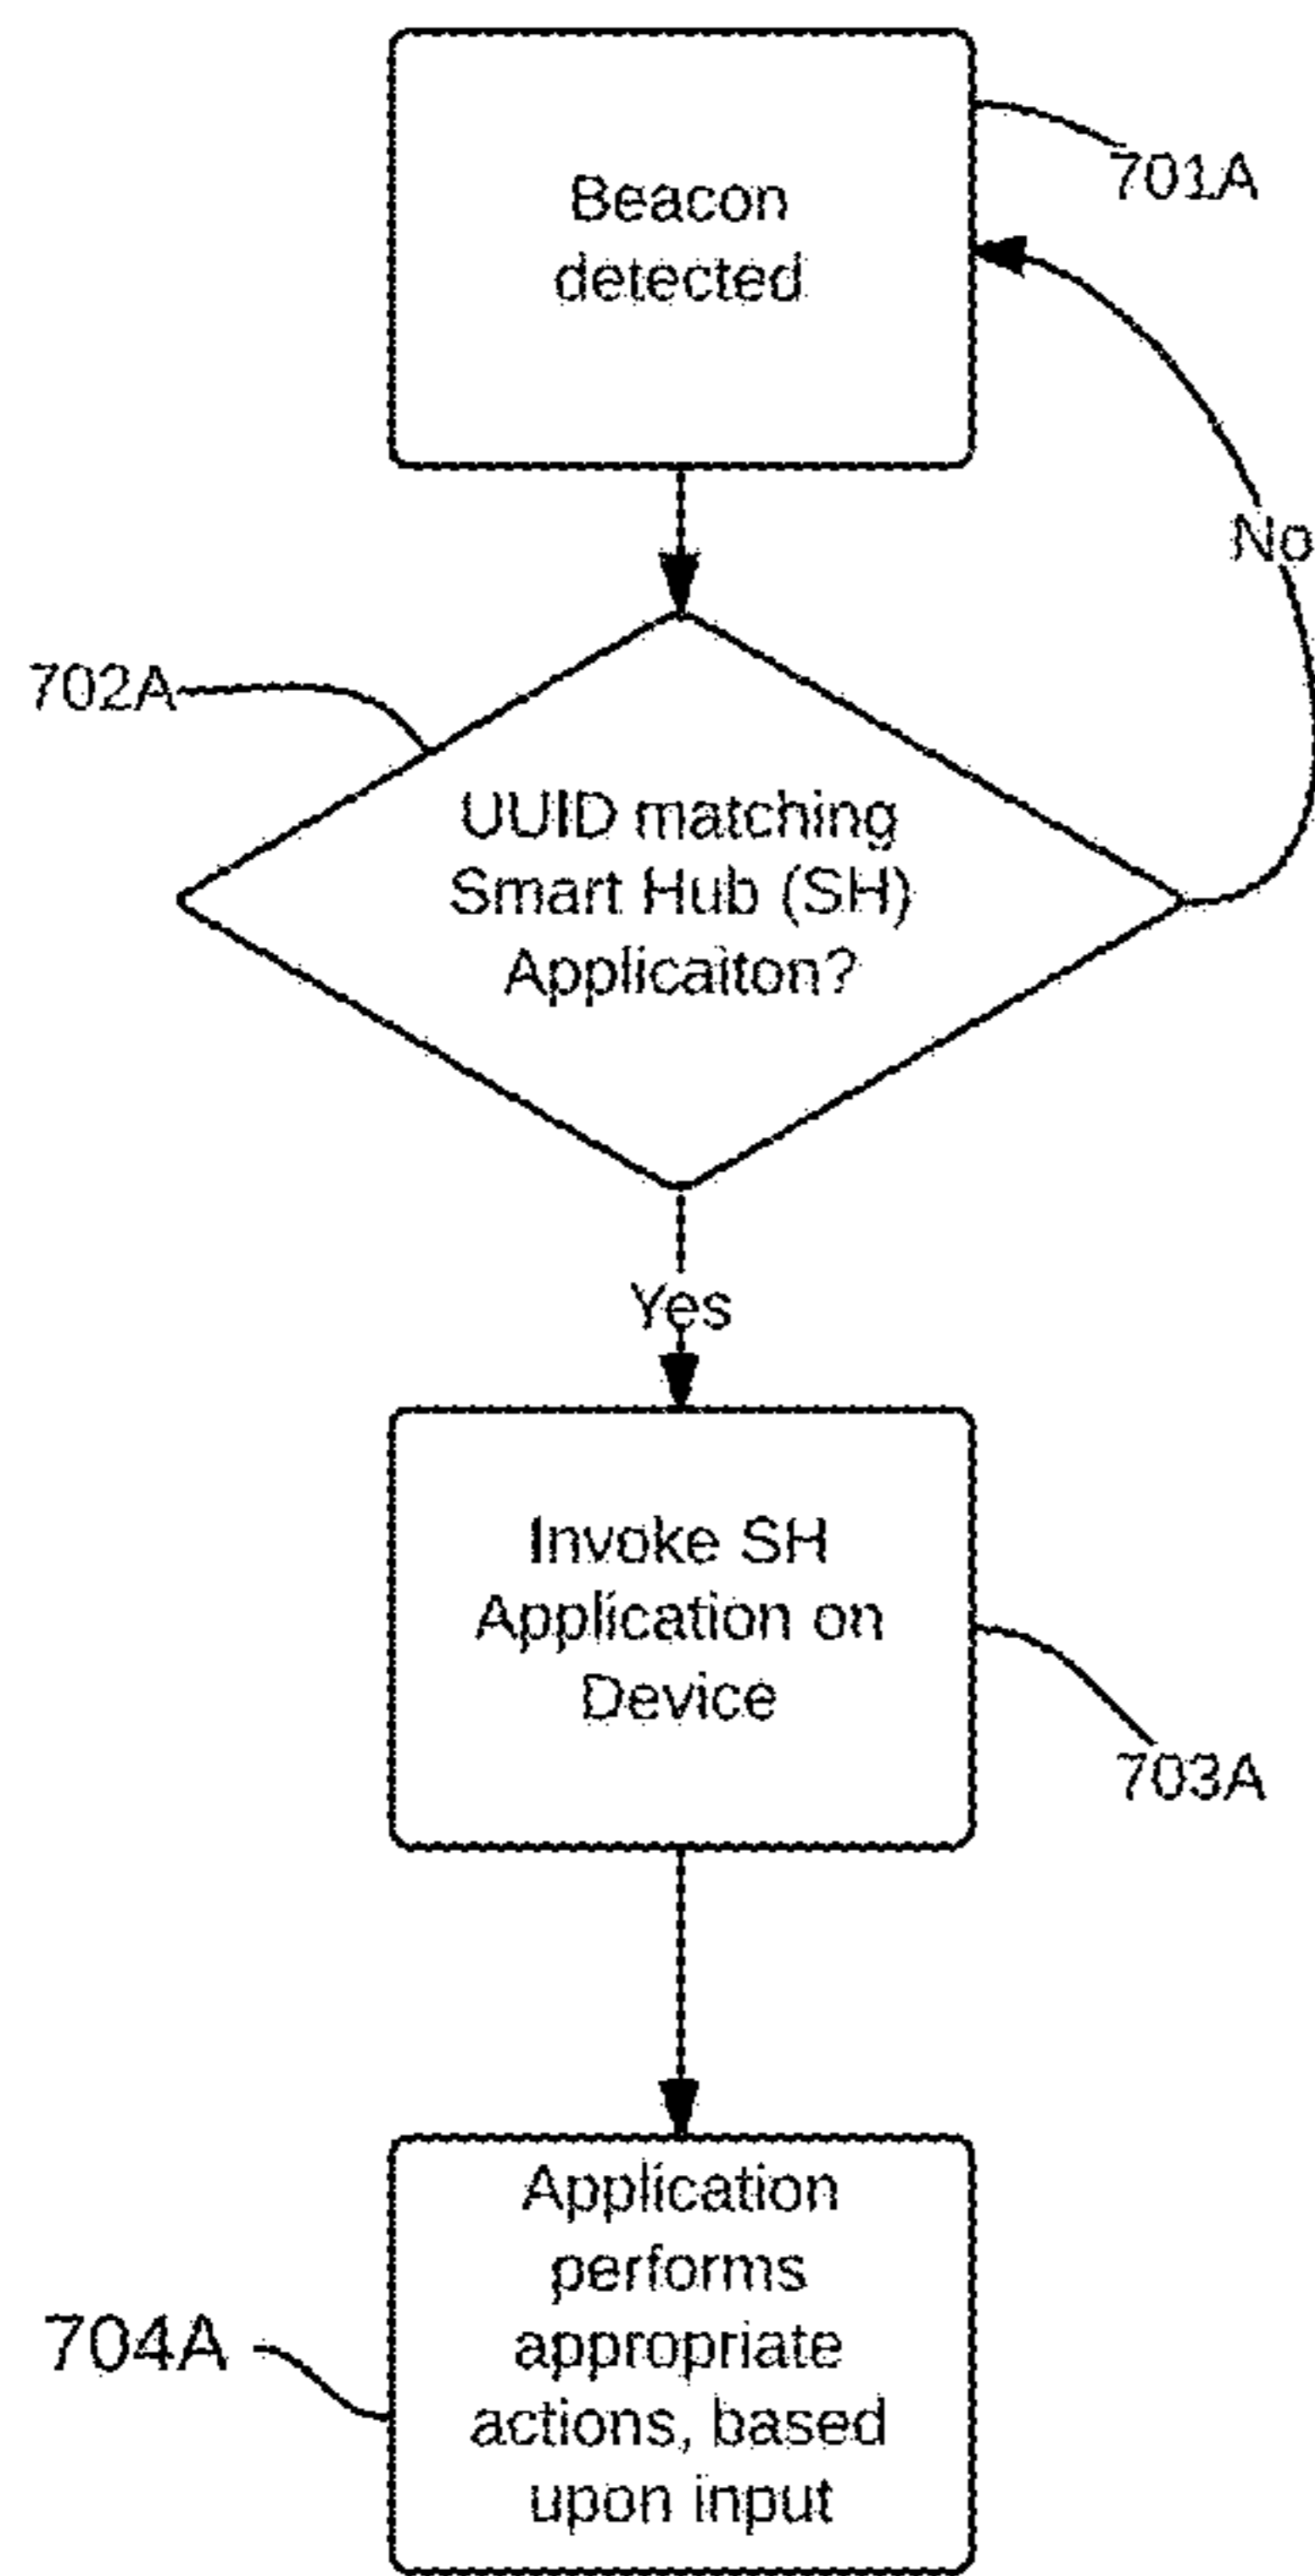 Beacon
detected
701A
No
702A
UUID matching
Smart Hub (SH)
Applicaiton?
Yes
Invoke SH
Application on
Device
703A
Application
performs
appropriate
actions, based
upon input
704A